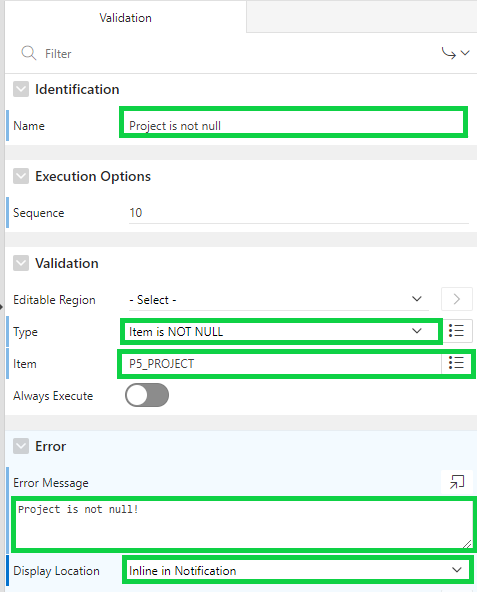 Validation
Filter
Identification
Name Project is not null
Execution Options
Sequence 10
Validation
Editable Region - Select -
Type Item is NOT NULL
Item P5_PROJECT
Always Execute
Error
Error Message
Project is not null!
Display Location Inline in Notification